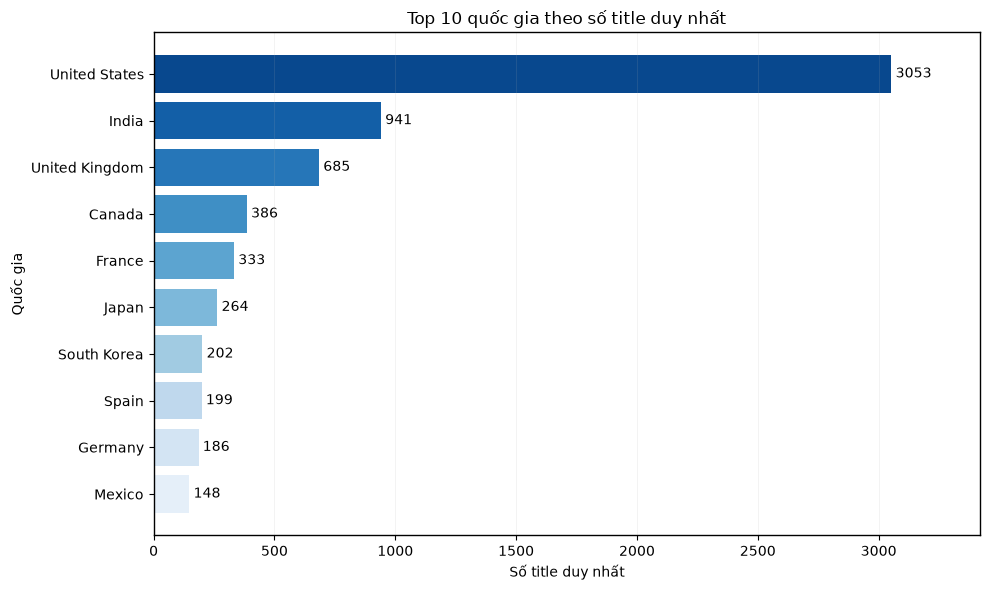 Top 10 quốc gia theo số title duy nhất
Quốc gia
United States 3053
India 941
United Kingdom 685
Canada 386
France 333
Japan 264
South Korea 202
Spain 199
Germany 186
Mexico 148
0 500 1000 1500 2000 2500 3000
Số title duy nhất